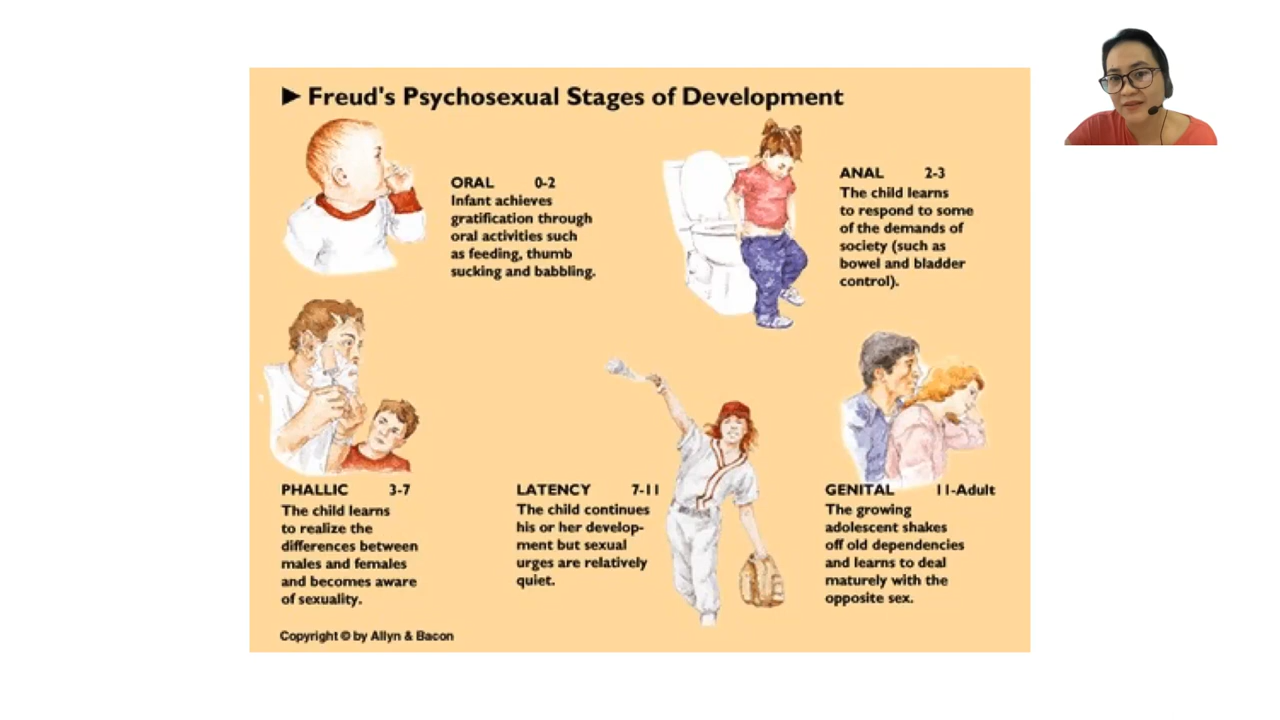 ► Freud's Psychosexual Stages of Development
ORAL 0-2
Infant achieves
gratification through
oral activities such
as feeding, thumb
sucking and babbling.
ANAL 2-3
The child learns
to respond to some
of the demands of
society (such as
bowel and bladder
control).
PHALLIC 3-7
The child learns
to realize the
differences between
males and females
and becomes aware
of sexuality.
LATENCY 7-11
The child continues
his or her develop-
ment but sexual
urges are relatively
quiet.
GENITAL 11-Adult
The growing
adolescent shakes
off old dependencies
and learns to deal
maturely with the
opposite sex.
Copyright © by Allyn & Bacon